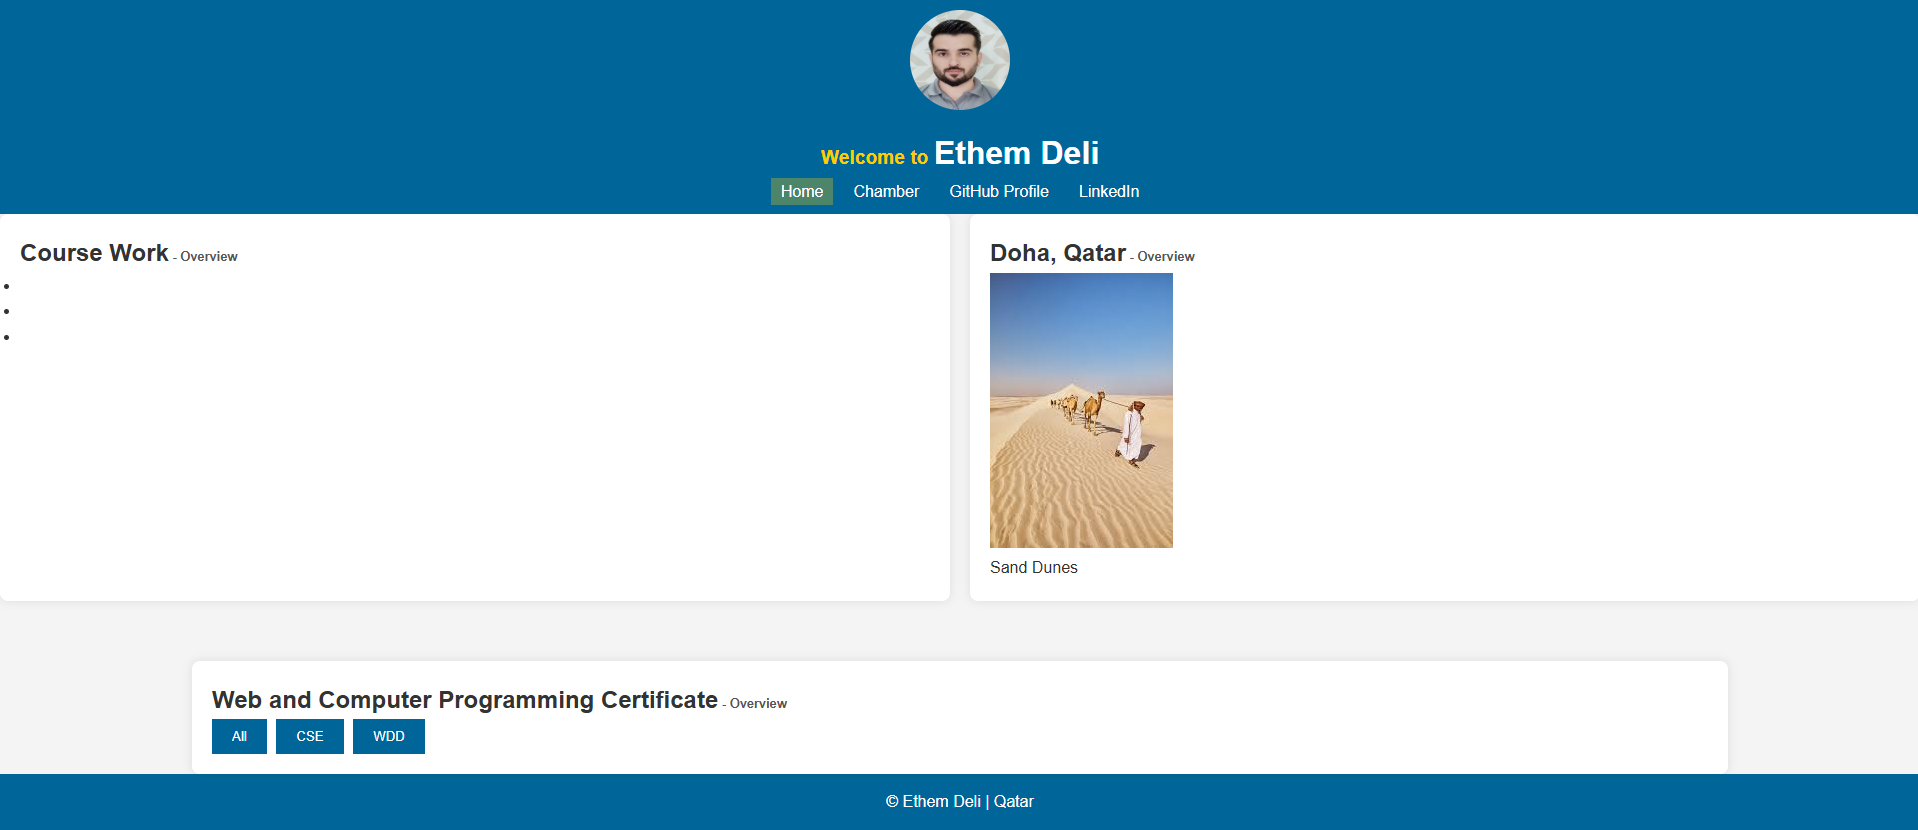 Welcome to Ethem Deli
Home Chamber GitHub Profile LinkedIn
Course Work - Overview
Doha, Qatar - Overview
Sand Dunes
Web and Computer Programming Certificate - Overview
All CSE WDD
© Ethem Deli | Qatar